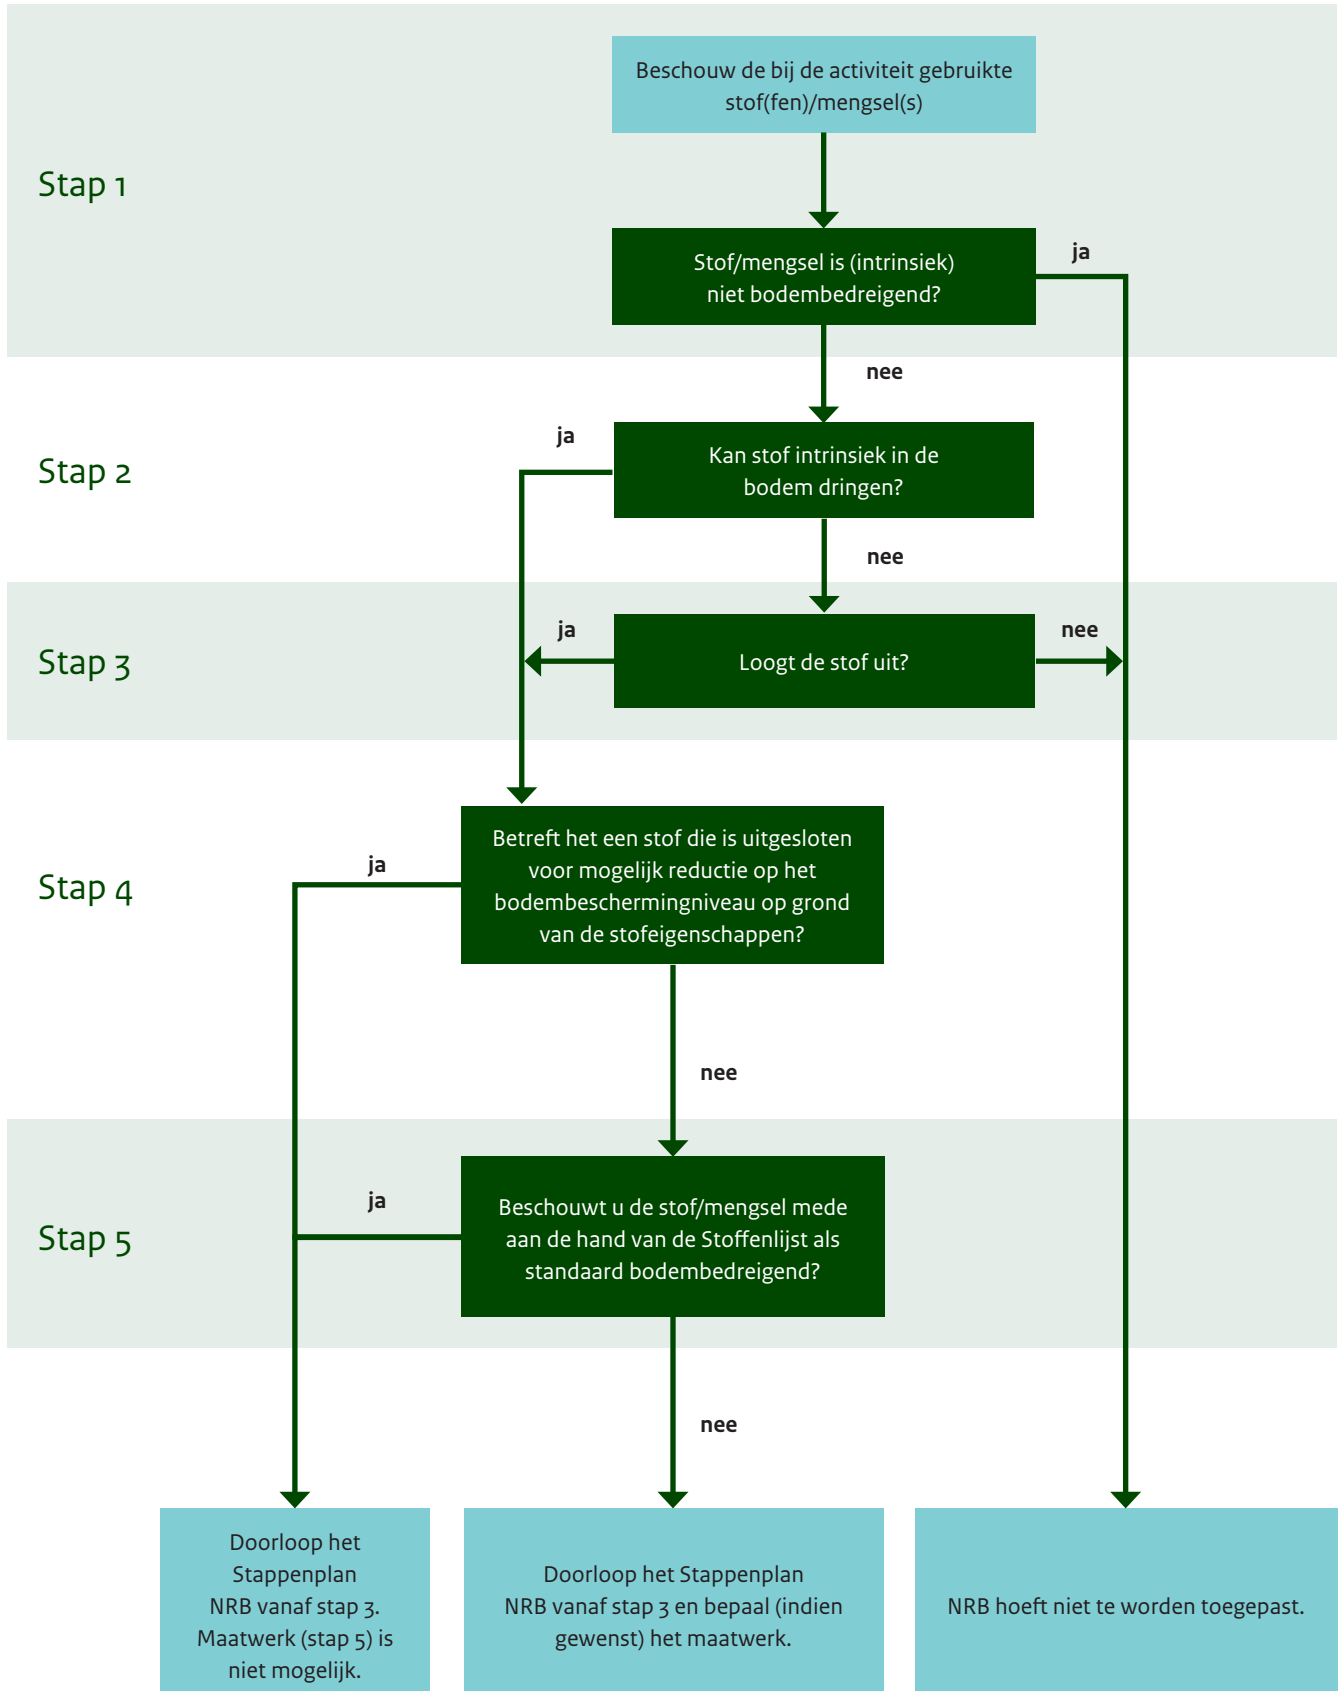 Beschouw de bij de activiteit gebruikte
stof(fen)/mengsel(s)
Stap 1
Stof/mengsel is (intrinsiek)
niet bodembedreigend?
ja
nee
Stap 2
ja
Kan stof intrinsiek in de
bodem dringen?
nee
Stap 3
ja
Loogt de stof uit?
nee
Stap 4
ja
Betreft het een stof die is uitgesloten
voor mogelijk reductie op het
bodembeschermingniveau op grond
van de stofeigenschappen?
nee
Stap 5
ja
Beschouwt u de stof/mengsel mede
aan de hand van de Stoffenlijst als
standaard bodembedreigend?
nee
Doorloop het
Stappenplan
NRB vanaf stap 3.
Maatwerk (stap 5) is
niet mogelijk.
Doorloop het Stappenplan
NRB vanaf stap 3 en bepaal (indien
gewenst) het maatwerk.
NRB hoeft niet te worden toegepast.